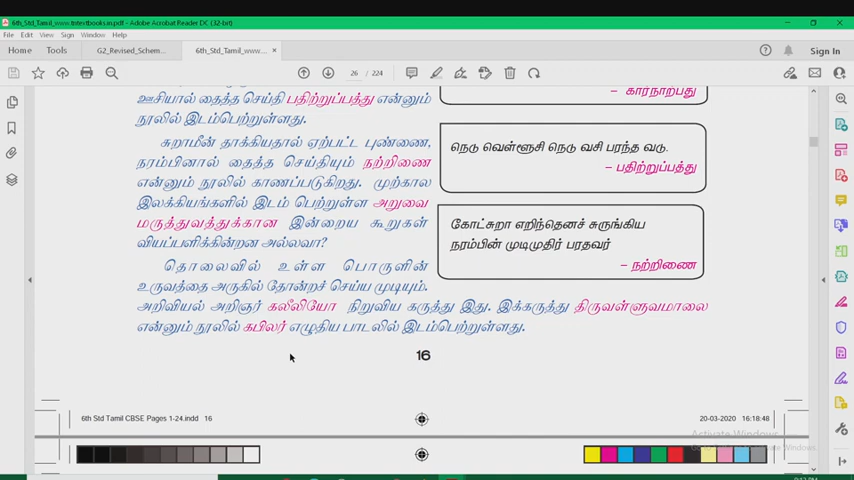 6th_Std_Tamil_www.tntextbooks.in.pdf - Adobe Acrobat Reader DC (32-bit)
File Edit View Sign Window Help
Home Tools G2_Revised_Schem... 6th_Std_Tamil_www.... × Sign In
26 / 224
ஊசியால் தைத்த செய்தி பதிற்றுப்பத்து என்னும்
நூலில் இடம்பெற்றுள்ளது.
சுறாமீன் தாக்கியதால் ஏற்பட்ட புண்ணை,
நரம்பினால் தைத்த செய்தியும் நற்றிணை
என்னும் நூலில் காணப்படுகிறது. முற்கால
இலக்கியங்களில் இடம் பெற்றுள்ள அறுவை
மருத்துவத்துக்கான இன்றைய கூறுகள்
வியப்பளிக்கின்றன அல்லவா?
தொலைவில் உள்ள பொருளின்
உருவத்தை அருகில் தோன்றச் செய்ய முடியும்.
அறிவியல் அறிஞர் கலீலியோ நிறுவிய கருத்து இது. இக்கருத்து திருவள்ளுவமாலை
என்னும் நூலில் கபிலர் எழுதிய பாடலில் இடம்பெற்றுள்ளது.
– கார்நாற்பது
நெடு வெள்ளூசி நெடு வசி பரந்த வடு.
– பதிற்றுப்பத்து
கோட்சுறா எறிந்தெனச் சுருங்கிய
நரம்பின் முடிமுதிர் பரதவர்
– நற்றிணை
16
6th Std Tamil CBSE Pages 1-24.indd 16
20-03-2020 16:18:48
Activate Windows